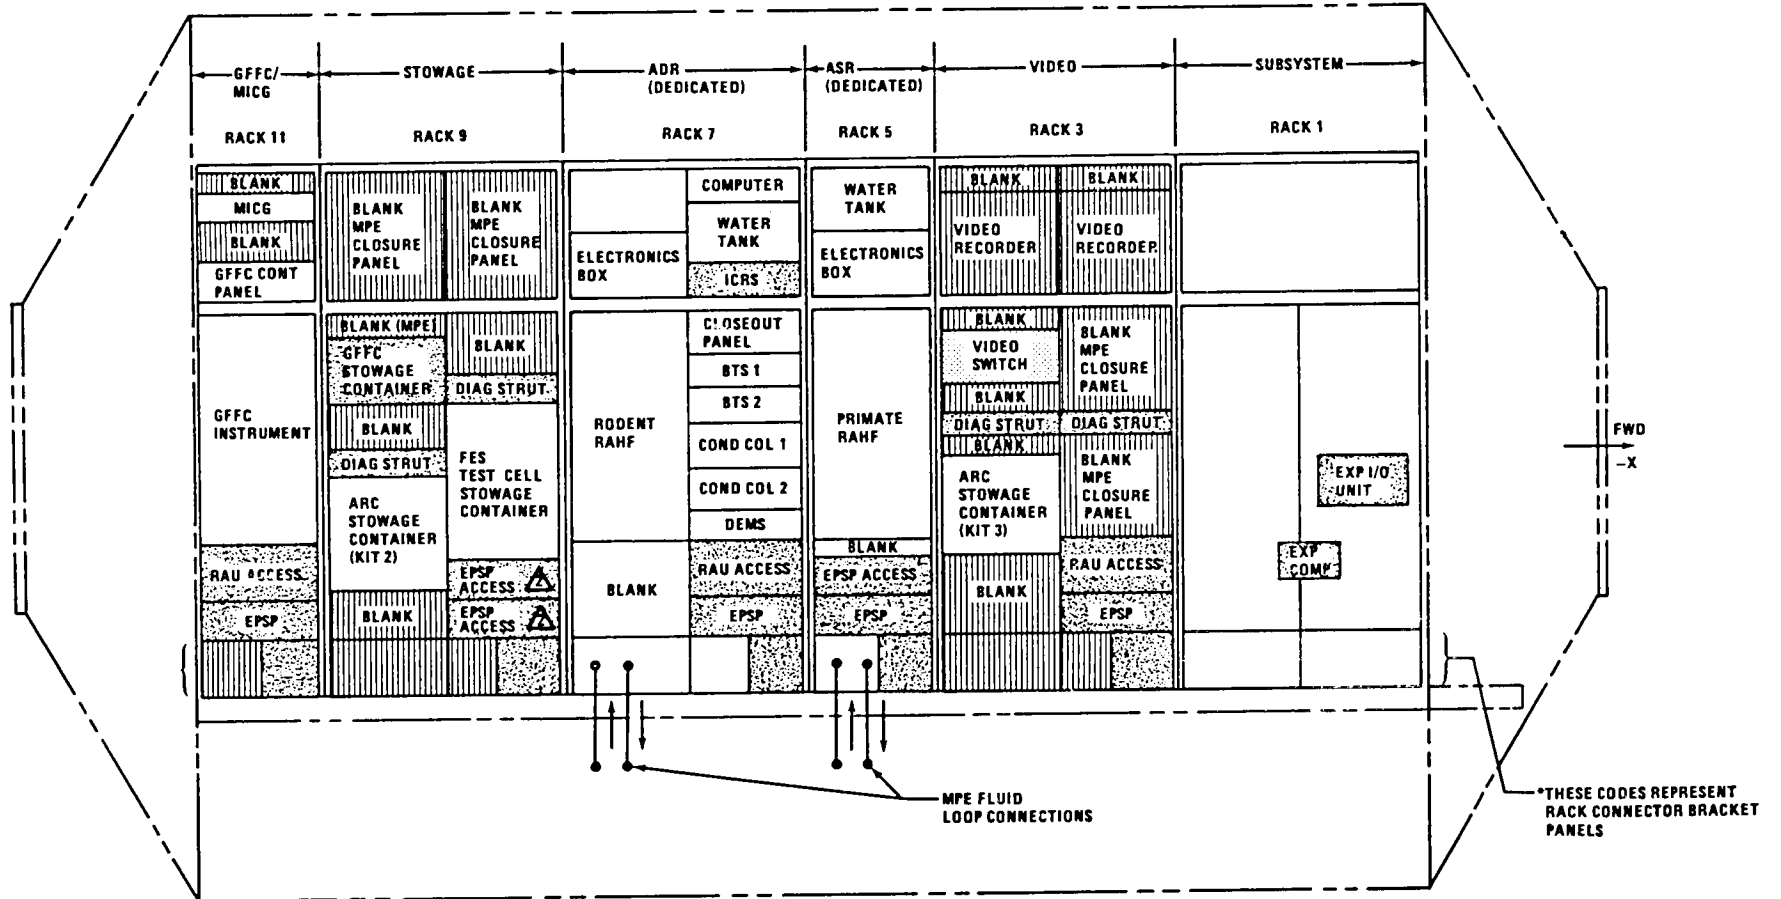 GFFC/
MICG
STOWAGE
ADR
(DEDICATED)
ASR
(DEDICATED)
VIDEO
SUBSYSTEM
RACK 11
RACK 9
RACK 7
RACK 5
RACK 3
RACK 1
BLANK
MICG
BLANK
GFFC CONT
PANEL
GFFC
INSTRUMENT
RAU ACCESS
EPSP
BLANK
MPE
CLOSURE
PANEL
BLANK
MPE
CLOSURE
PANEL
BLANK (MPE)
GFFC
STOWAGE
CONTAINER
BLANK
DIAG STRUT
ARC
STOWAGE
CONTAINER
(KIT 2)
BLANK
BLANK
DIAG STRUT
FES
TEST CELL
STOWAGE
CONTAINER
EPSP
ACCESS 2
EPSP
ACCESS 2
ELECTRONICS
BOX
RODENT
RAHF
BLANK
COMPUTER
WATER
TANK
ICRS
CLOSEOUT
PANEL
BTS 1
BTS 2
COND COL 1
COND COL 2
DEMS
RAU ACCESS
EPSP
WATER
TANK
ELECTRONICS
BOX
PRIMATE
RAHF
BLANK
EPSP ACCESS
EPSP
BLANK
VIDEO
RECORDER
BLANK
VIDEO
SWITCH
BLANK
DIAG STRUT
BLANK
ARC
STOWAGE
CONTAINER
(KIT 3)
BLANK
BLANK
VIDEO
RECORDER
BLANK
MPE
CLOSURE
PANEL
DIAG STRUT
BLANK
MPE
CLOSURE
PANEL
RAU ACCESS
EPSP
EXP I/O
UNIT
EXP
COMP
FWD
-X
MPE FLUID
LOOP CONNECTIONS
*THESE CODES REPRESENT
RACK CONNECTOR BRACKET
PANELS